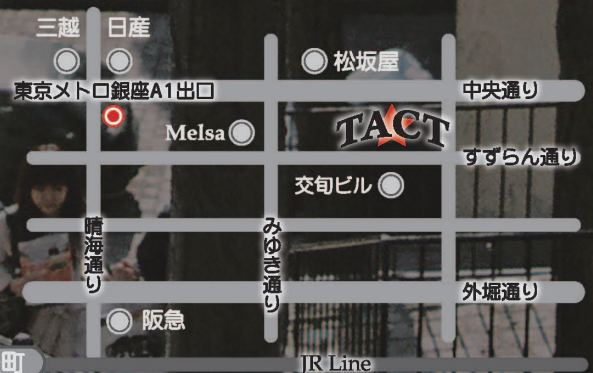 三越
日産
松坂屋
東京メトロ銀座A1出口
中央通り
Melsa
TACT
すずらん通り
交旬ビル
晴海通り
みゆき通り
外堀通り
阪急
町
JR Line